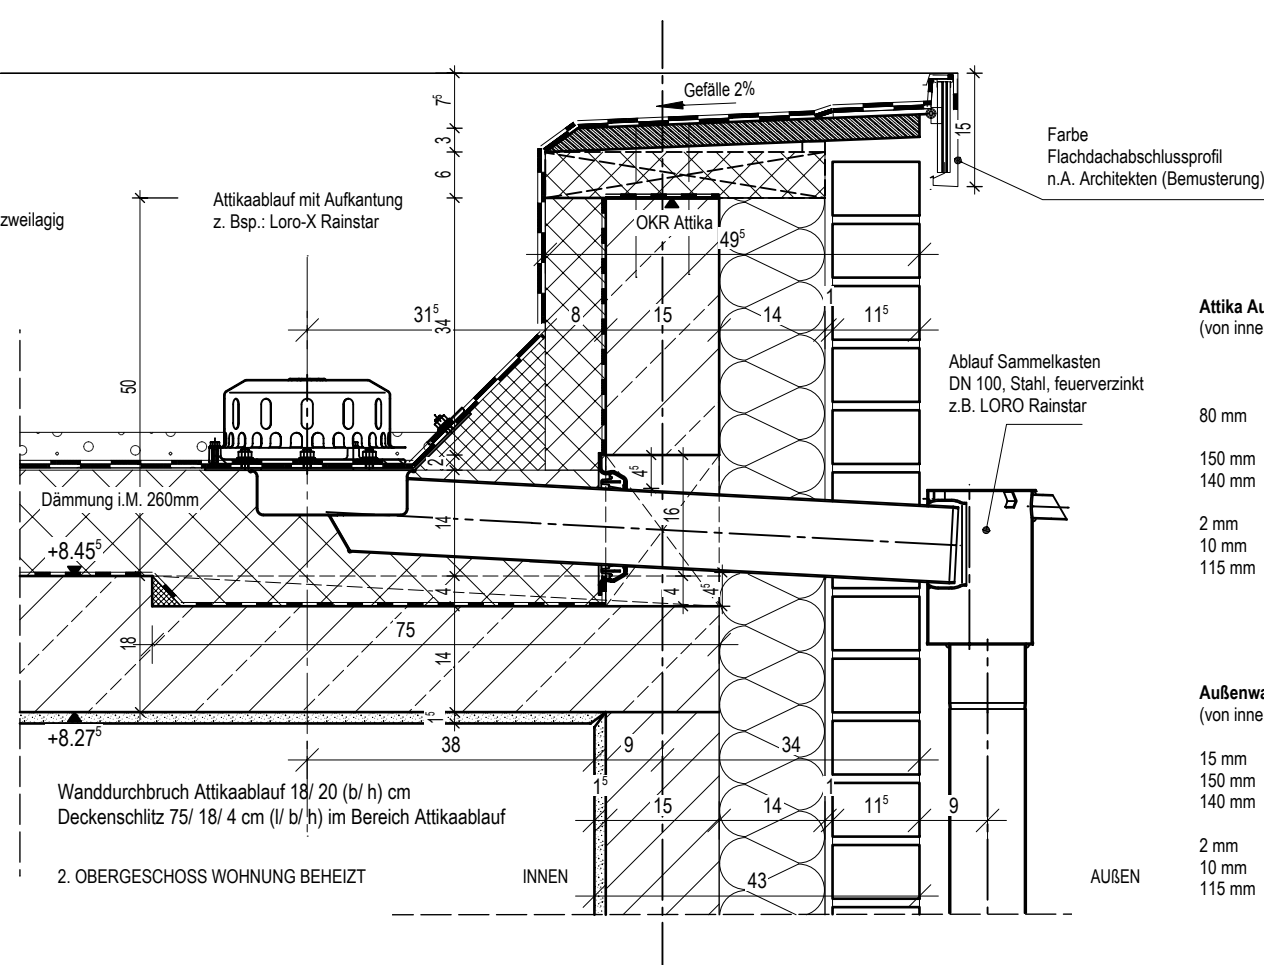 Gefälle 2%
7⁵
3
6
15
Farbe
Flachdachabschlussprofil
n.A. Architekten (Bemusterung)
zweilagig
Attikaablauf mit Aufkantung
z. Bsp.: Loro-X Rainstar
OKR Attika
49⁵
Attika Au
(von inne
31⁵
34
8
15
14
1
11⁵
50
Ablauf Sammelkasten
DN 100, Stahl, feuerverzinkt
z.B. LORO Rainstar
80 mm
150 mm
140 mm
2
4⁵
Dämmung i.M. 260mm
14
16
2 mm
10 mm
115 mm
+8.45⁵
4
4
4⁵
18
75
14
Außenwa
(von inne
1⁵
+8.27⁵
38
9
34
15 mm
150 mm
140 mm
Wanddurchbruch Attikaablauf 18/ 20 (b/ h) cm
Deckenschlitz 75/ 18/ 4 cm (l/ b/ h) im Bereich Attikaablauf
1⁵
15
14
1
11⁵
9
2 mm
10 mm
115 mm
2. OBERGESCHOSS WOHNUNG BEHEIZT
INNEN
43
AUßEN